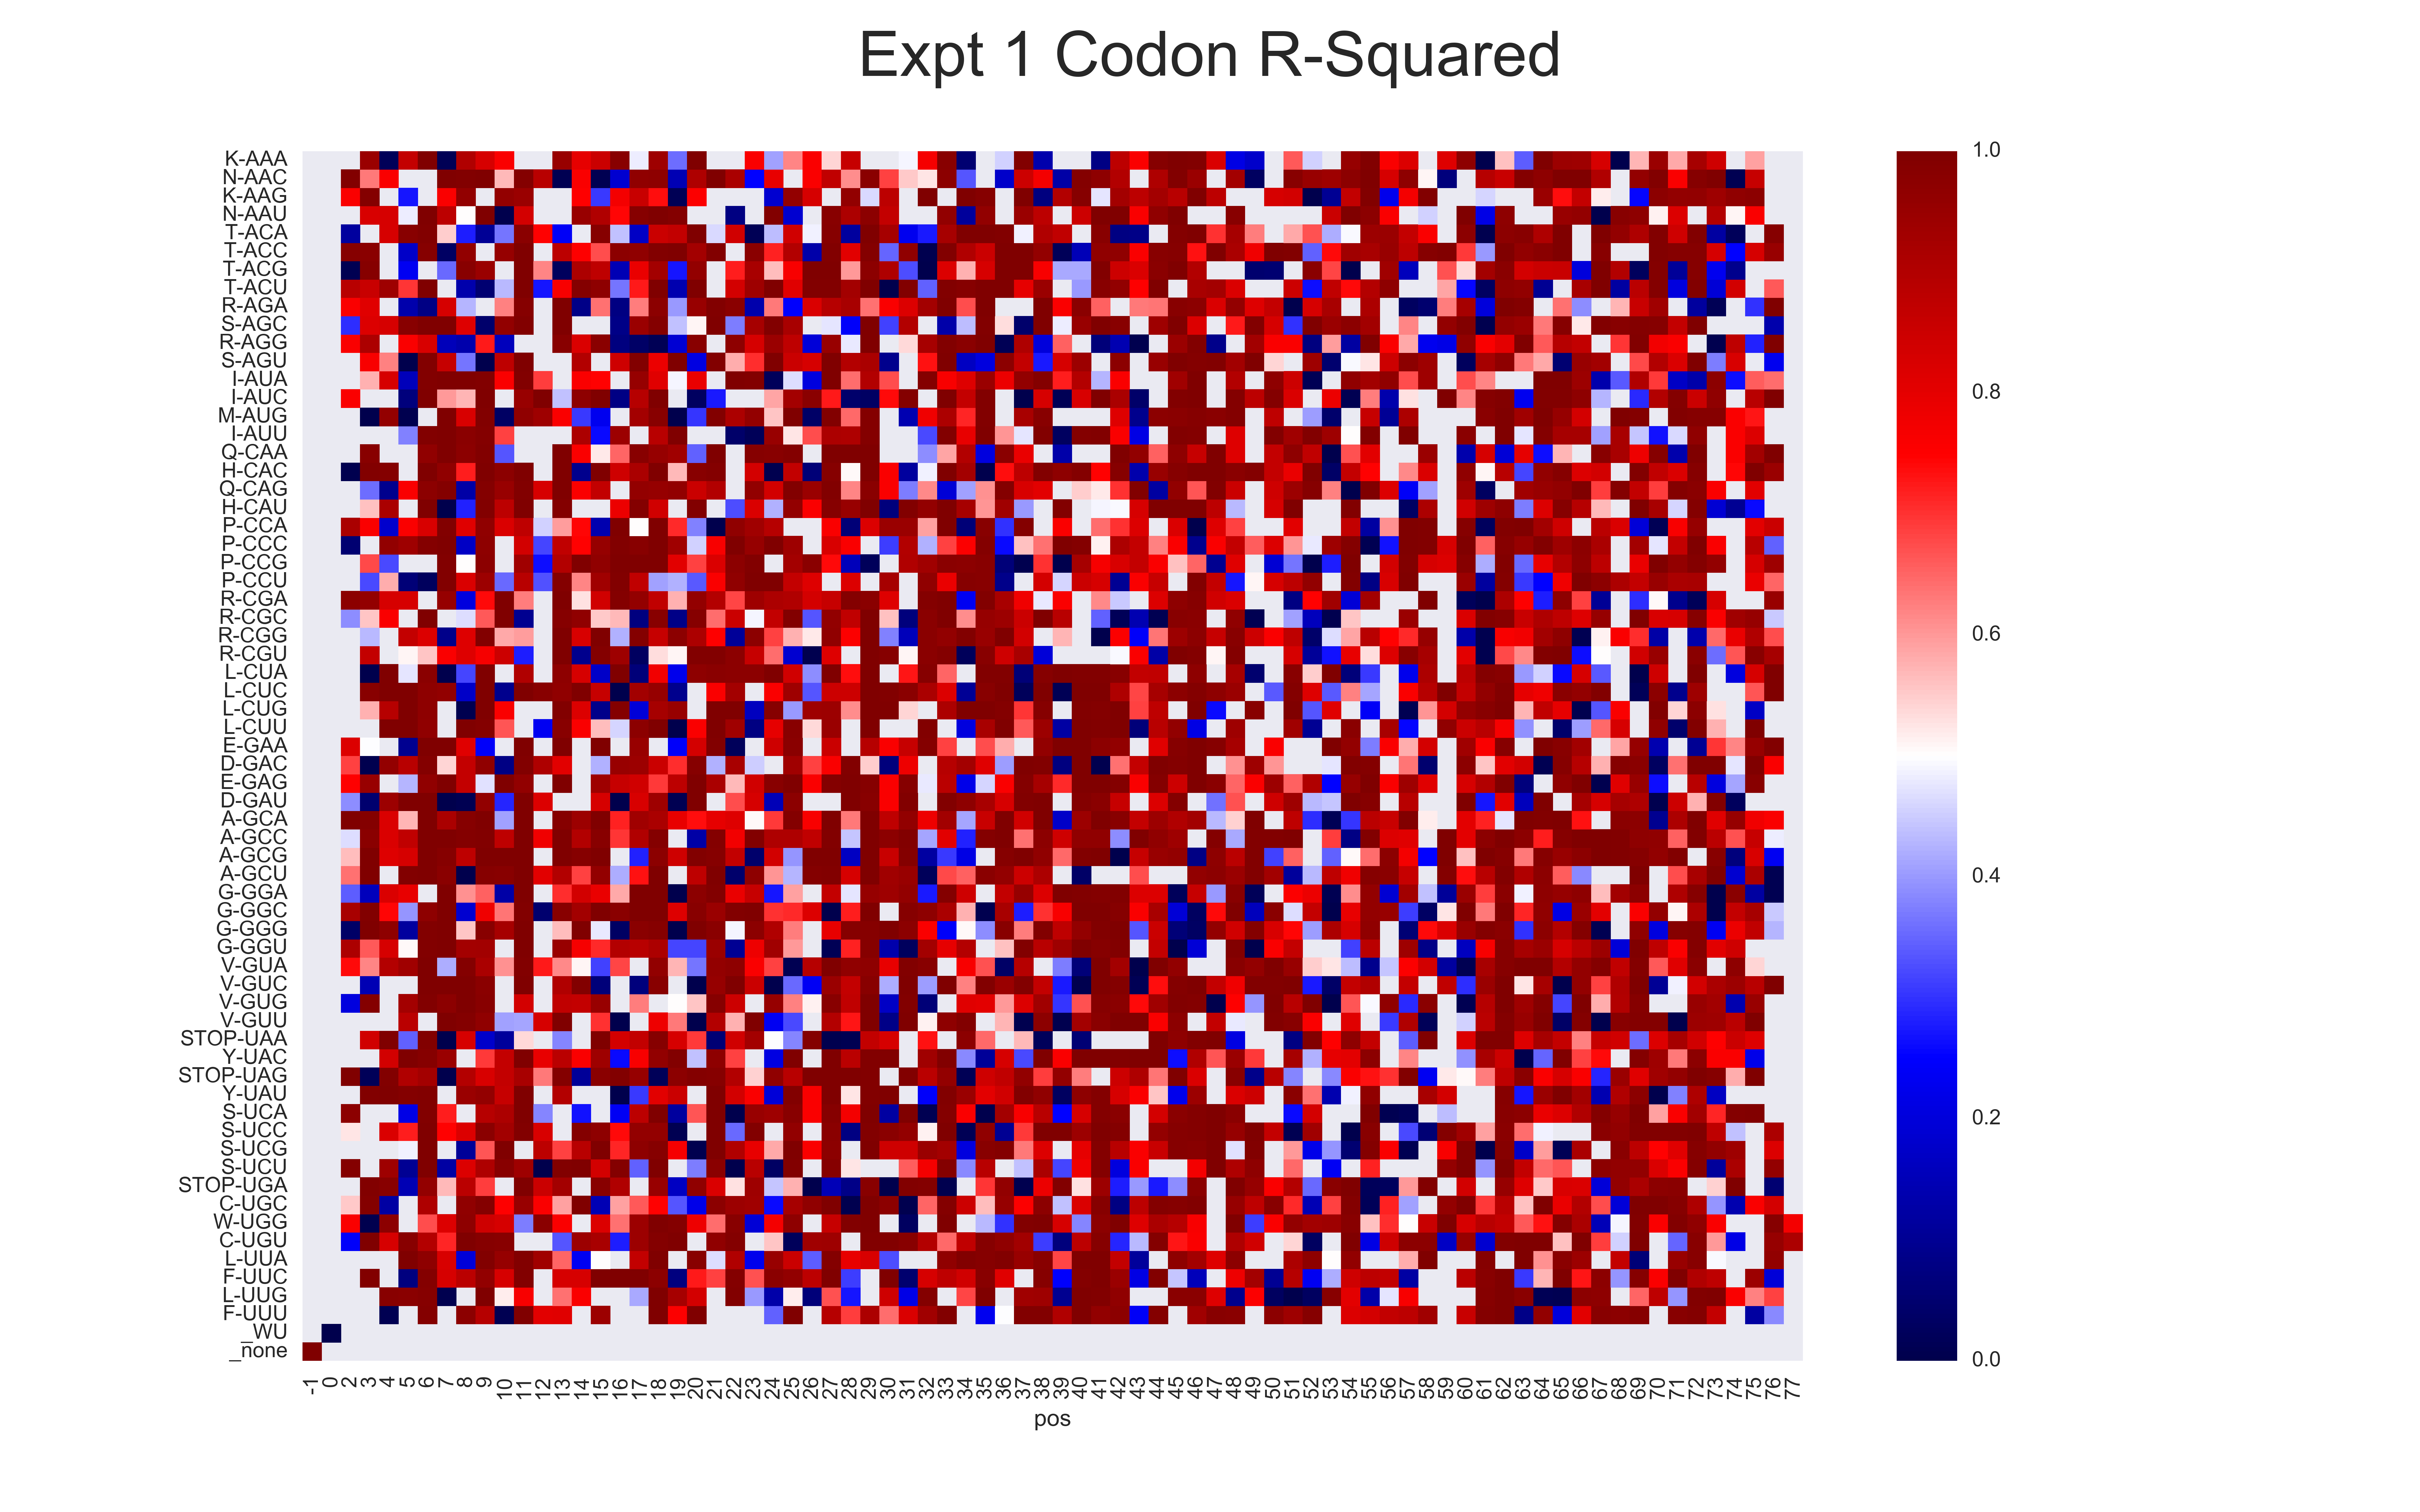 Expt 1 Codon R-Squared
K-AAA
N-AAC
K-AAG
N-AAU
T-ACA
T-ACC
T-ACG
T-ACU
R-AGA
S-AGC
R-AGG
S-AGU
I-AUA
I-AUC
M-AUG
I-AUU
Q-CAA
H-CAC
Q-CAG
H-CAU
P-CCA
P-CCC
P-CCG
P-CCU
R-CGA
R-CGC
R-CGG
R-CGU
L-CUA
L-CUC
L-CUG
L-CUU
E-GAA
D-GAC
E-GAG
D-GAU
A-GCA
A-GCC
A-GCG
A-GCU
G-GGA
G-GGC
G-GGG
G-GGU
V-GUA
V-GUC
V-GUG
V-GUU
STOP-UAA
Y-UAC
STOP-UAG
Y-UAU
S-UCA
S-UCC
S-UCG
S-UCU
STOP-UGA
C-UGC
W-UGG
C-UGU
L-UUA
F-UUC
L-UUG
F-UUU
_WU
_none
-1 0 2 3 4 5 6 7 8 9 10 11 12 13 14 15 16 17 18 19 20 21 22 23 24 25 26 27 28 29 30 31 32 33 34 35 36 37 38 39 40 41 42 43 44 45 46 47 48 49 50 51 52 53 54 55 56 57 58 59 60 61 62 63 64 65 66 67 68 69 70 71 72 73 74 75 76 77
pos
1.0
0.8
0.6
0.4
0.2
0.0